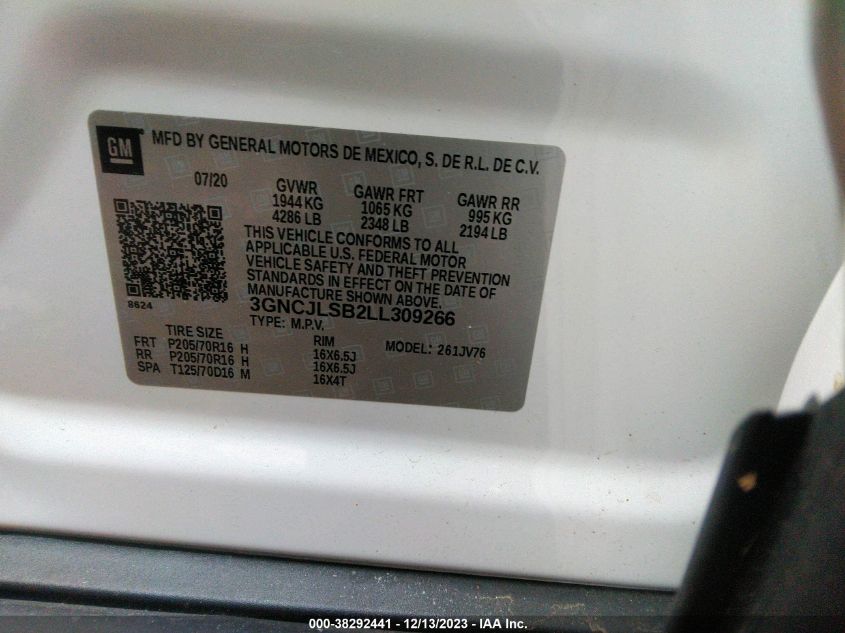 GM
MFD BY GENERAL MOTORS DE MEXICO, S. DE R.L. DE C.V.
07/20 GVWR GAWR FRT GAWR RR
1944 KG 1065 KG 995 KG
4286 LB 2348 LB 2194 LB
THIS VEHICLE CONFORMS TO ALL
APPLICABLE U.S. FEDERAL MOTOR
VEHICLE SAFETY AND THEFT PREVENTION
STANDARDS IN EFFECT ON THE DATE OF
MANUFACTURE SHOWN ABOVE.
8624
3GNCJLSB2LL309266
TYPE: M.P.V.
TIRE SIZE RIM MODEL: 261JV76
FRT P205/70R16 H 16X6.5J
RR P205/70R16 H 16X6.5J
SPA T125/70D16 M 16X4T
000-38292441 - 12/13/2023 - IAA Inc.